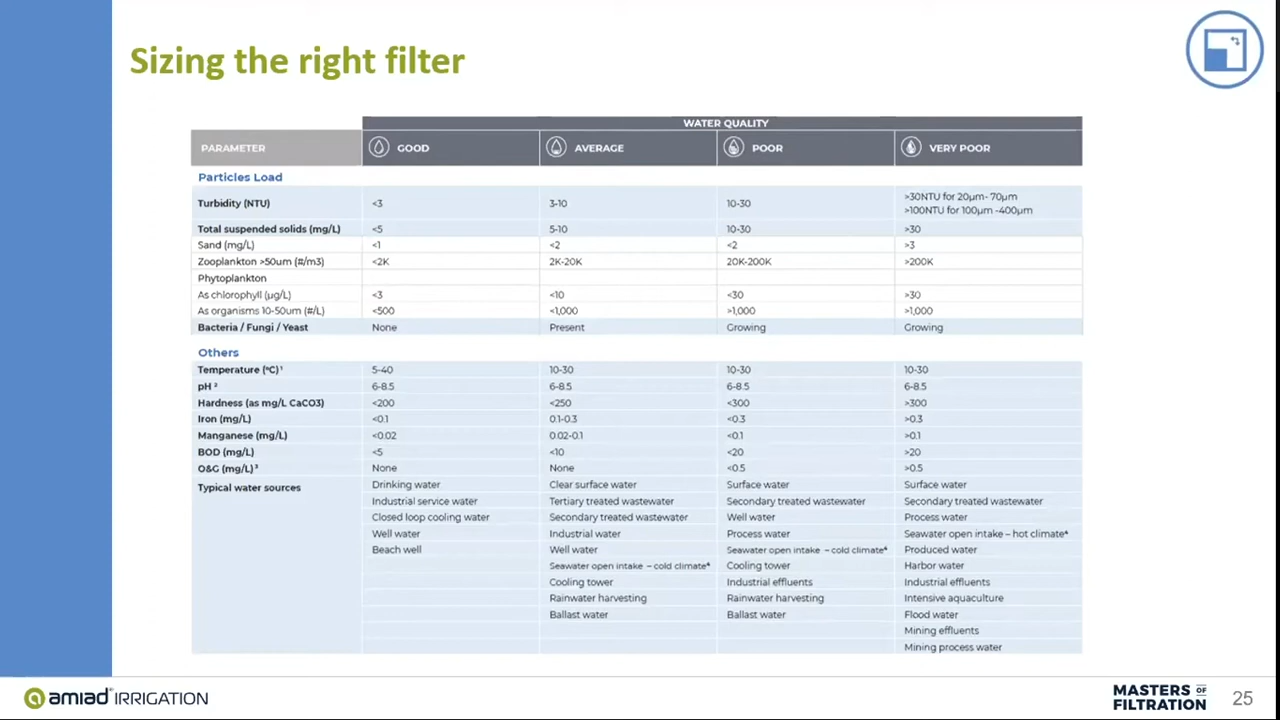 Sizing the right filter
WATER QUALITY
PARAMETER GOOD AVERAGE POOR VERY POOR
Particles Load
Turbidity (NTU) <3 3-10 10-30 >30NTU for 20µm- 70µm
>100NTU for 100µm -400µm
Total suspended solids (mg/L) <5 5-10 10-30 >30
Sand (mg/L) <1 <2 <2 >3
Zooplankton >50um (#/m3) <2K 2K-20K 20K-200K >200K
Phytoplankton
As chlorophyll (µg/L) <3 <10 <30 >30
As organisms 10-50um (#/L) <500 <1,000 >1,000 >1,000
Bacteria / Fungi / Yeast None Present Growing Growing
Others
Temperature (ºC)¹ 5-40 10-30 10-30 10-30
pH ² 6-8.5 6-8.5 6-8.5 6-8.5
Hardness (as mg/L CaCO3) <200 <250 <300 >300
Iron (mg/L) <0.1 0.1-0.3 <0.3 >0.3
Manganese (mg/L) <0.02 0.02-0.1 <0.1 >0.1
BOD (mg/L) <5 <10 <20 >20
O&G (mg/L)³ None None <0.5 >0.5
Typical water sources Drinking water Clear surface water Surface water Surface water
Industrial service water Tertiary treated wastewater Secondary treated wastewater Secondary treated wastewater
Closed loop cooling water Secondary treated wastewater Well water Process water
Well water Industrial water Process water Seawater open intake – hot climate⁴
Beach well Well water Seawater open intake – cold climate⁴ Produced water
Seawater open intake – cold climate⁴ Cooling tower Harbor water
Cooling tower Industrial effluents Industrial effluents
Rainwater harvesting Rainwater harvesting Intensive aquaculture
Ballast water Ballast water Flood water
Mining effluents
Mining process water
amiad IRRIGATION
MASTERS OF
FILTRATION
25